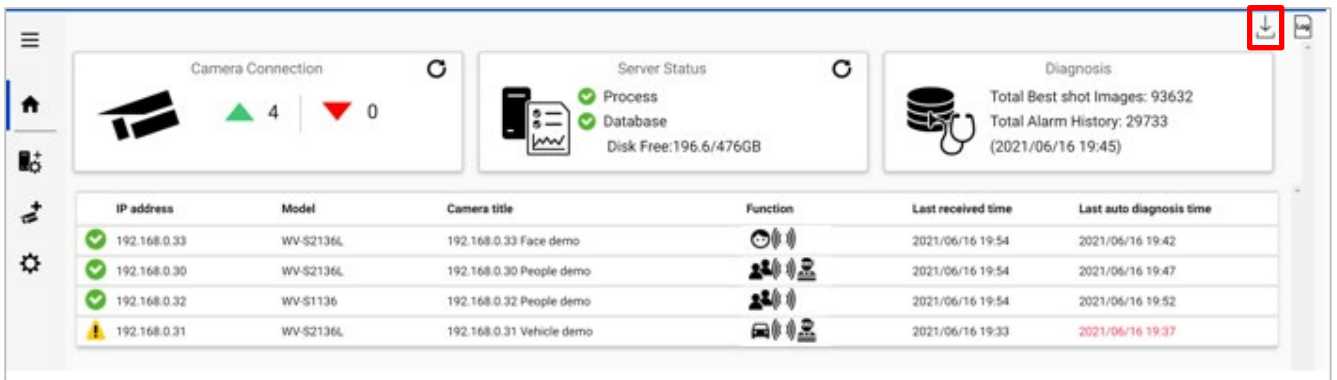 Log
Camera Connection
4
0
Server Status
Process
Database
Disk Free:196.6/476GB
Diagnosis
Total Best shot Images: 93632
Total Alarm History: 29733
(2021/06/16 19:45)
IP address Model Camera title Function Last received time Last auto diagnosis time
192.168.0.33 WV-S2136L 192.168.0.33 Face demo 2021/06/16 19:54 2021/06/16 19:42
192.168.0.30 WV-S2136L 192.168.0.30 People demo 2021/06/16 19:54 2021/06/16 19:47
192.168.0.32 WV-S1136 192.168.0.32 People demo 2021/06/16 19:54 2021/06/16 19:52
192.168.0.31 WV-S2136L 192.168.0.31 Vehicle demo 2021/06/16 19:33 2021/06/16 19:37